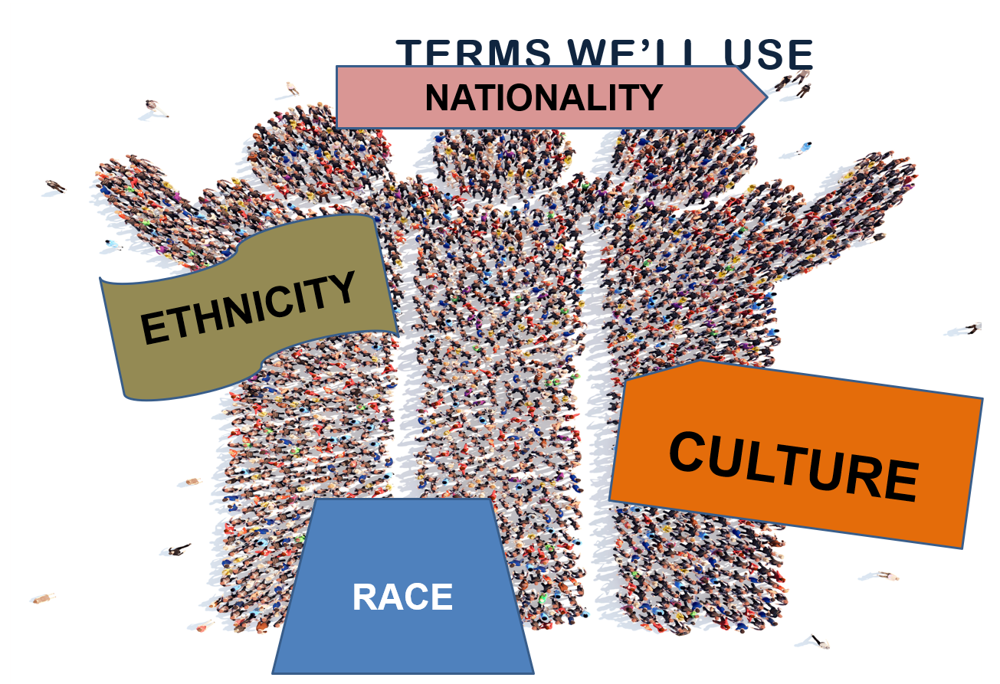 TERMS WE’LL USE
NATIONALITY
ETHNICITY
CULTURE
RACE